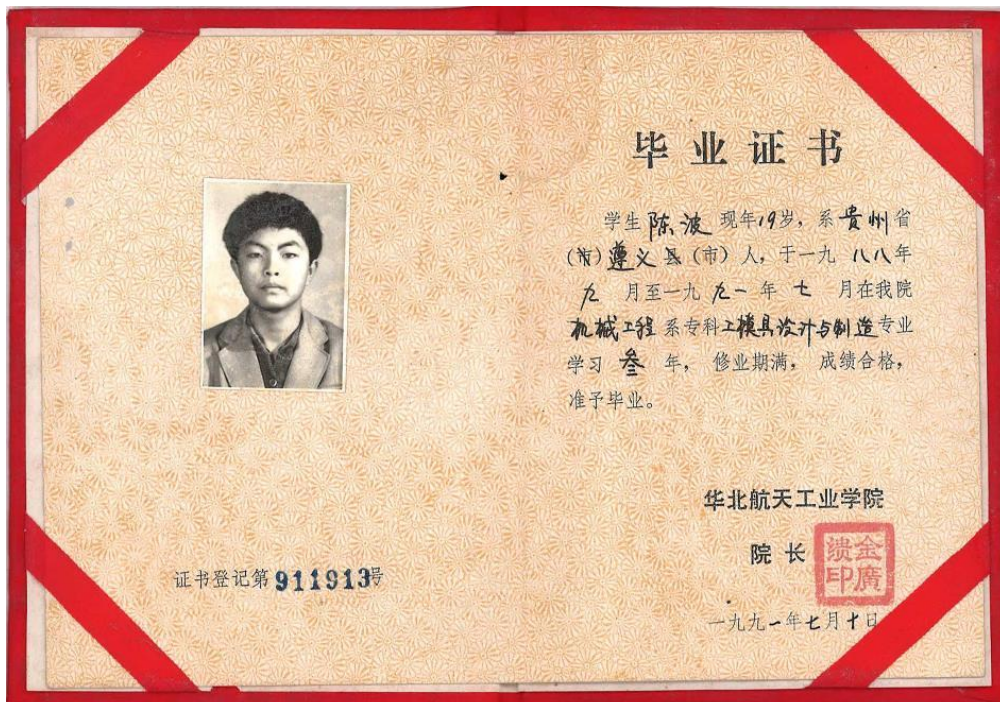 毕业证书
学生陈波现年19岁，系贵州省
(市)遵义县(市)人，于一九八八年
九月至一九九一年七月在我院
机械工程系专科工模具设计与制造专业
学习叁年，修业期满，成绩合格，
准予毕业。
华北航天工业学院
院长
金广
溃印
一九九一年七月十日
证书登记第911913号